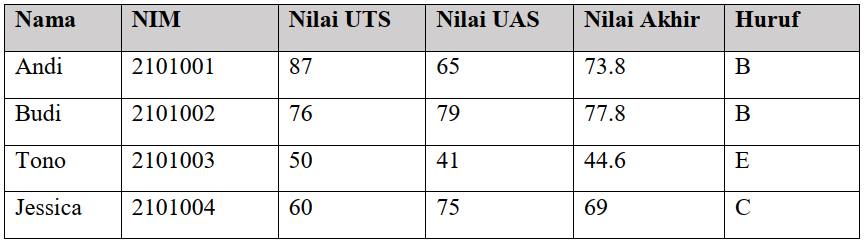 Nama NIM Nilai UTS Nilai UAS Nilai Akhir Huruf
Andi 2101001 87 65 73.8 B
Budi 2101002 76 79 77.8 B
Tono 2101003 50 41 44.6 E
Jessica 2101004 60 75 69 C